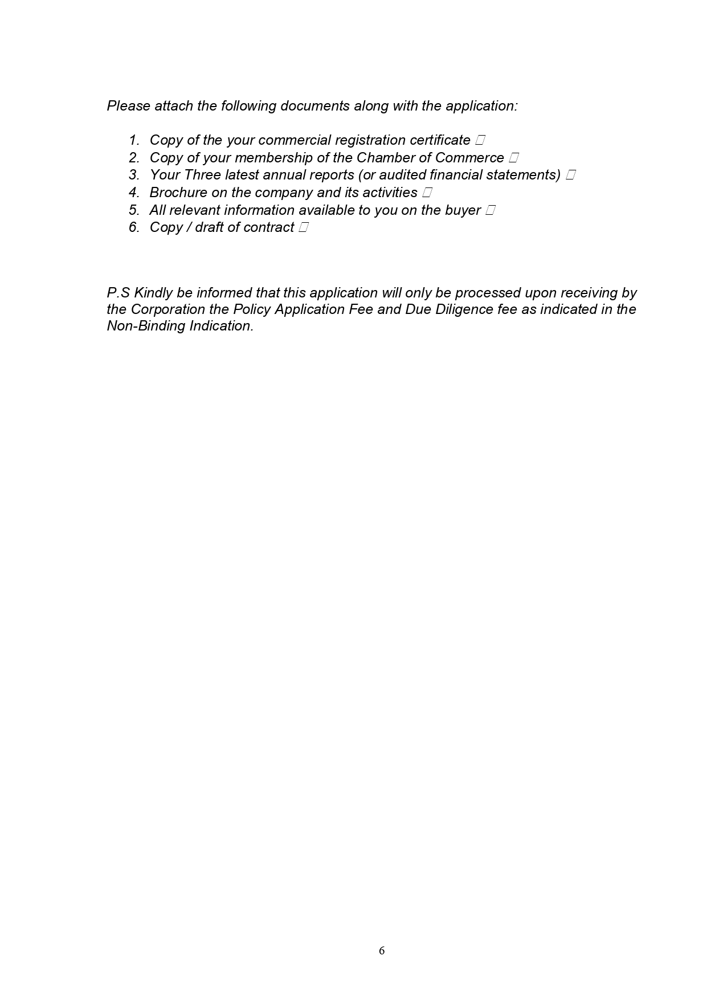 Please attach the following documents along with the application:
1. Copy of the your commercial registration certificate □
2. Copy of your membership of the Chamber of Commerce □
3. Your Three latest annual reports (or audited financial statements) □
4. Brochure on the company and its activities □
5. All relevant information available to you on the buyer □
6. Copy / draft of contract □
P.S Kindly be informed that this application will only be processed upon receiving by
the Corporation the Policy Application Fee and Due Diligence fee as indicated in the
Non-Binding Indication.
6